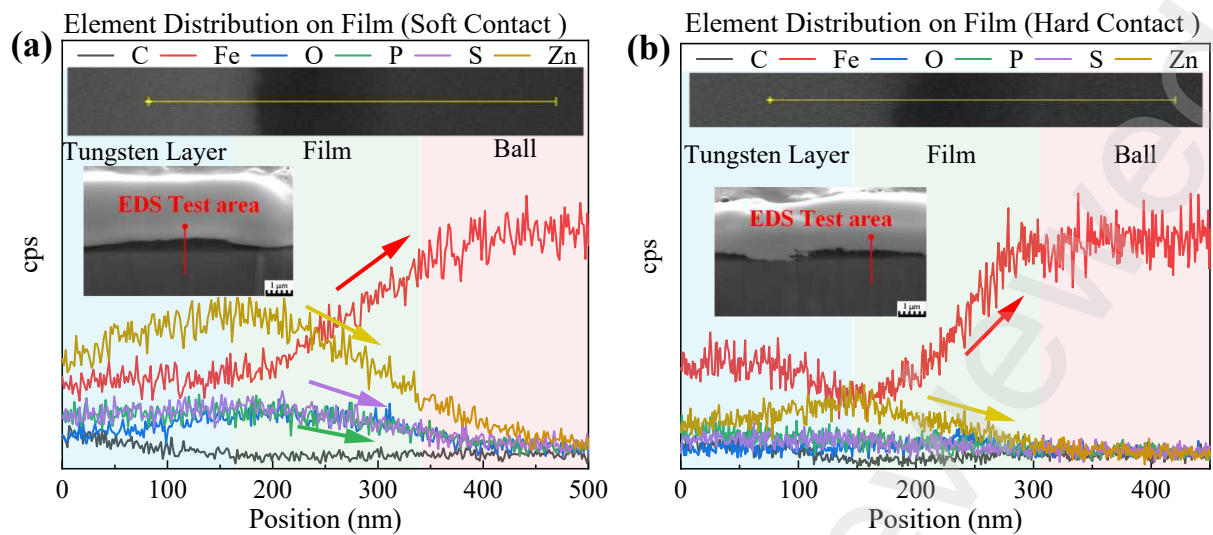 Element Distribution on Film (Soft Contact )
(a)
C Fe O P S Zn
Tungsten Layer Film Ball
EDS Test area
1 μm
cps
0 100 200 300 400 500
Position (nm)
Element Distribution on Film (Hard Contact )
(b)
C Fe O P S Zn
Tungsten Layer Film Ball
EDS Test area
1 μm
cps
0 100 200 300 400
Position (nm)
ewed